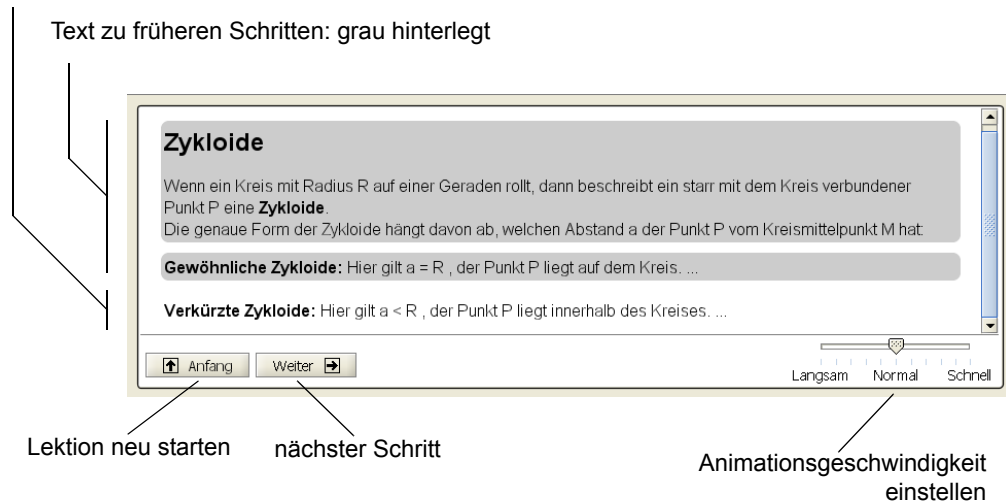 Text zu früheren Schritten: grau hinterlegt
Zykloide
Wenn ein Kreis mit Radius R auf einer Geraden rollt, dann beschreibt ein starr mit dem Kreis verbundener
Punkt P eine Zykloide.
Die genaue Form der Zykloide hängt davon ab, welchen Abstand a der Punkt P vom Kreismittelpunkt M hat:
Gewöhnliche Zykloide: Hier gilt a = R , der Punkt P liegt auf dem Kreis. ...
Verkürzte Zykloide: Hier gilt a < R , der Punkt P liegt innerhalb des Kreises. ...
Anfang Weiter
Langsam Normal Schnell
Lektion neu starten nächster Schritt
Animationsgeschwindigkeit
einstellen